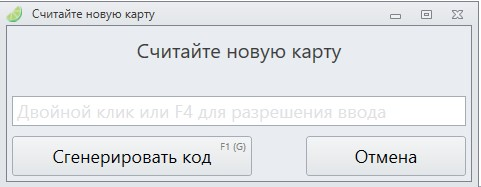 Считайте новую карту
Считайте новую карту
Двойной клик или F4 для разрешения ввода
Сгенерировать код F1 (G)
Отмена